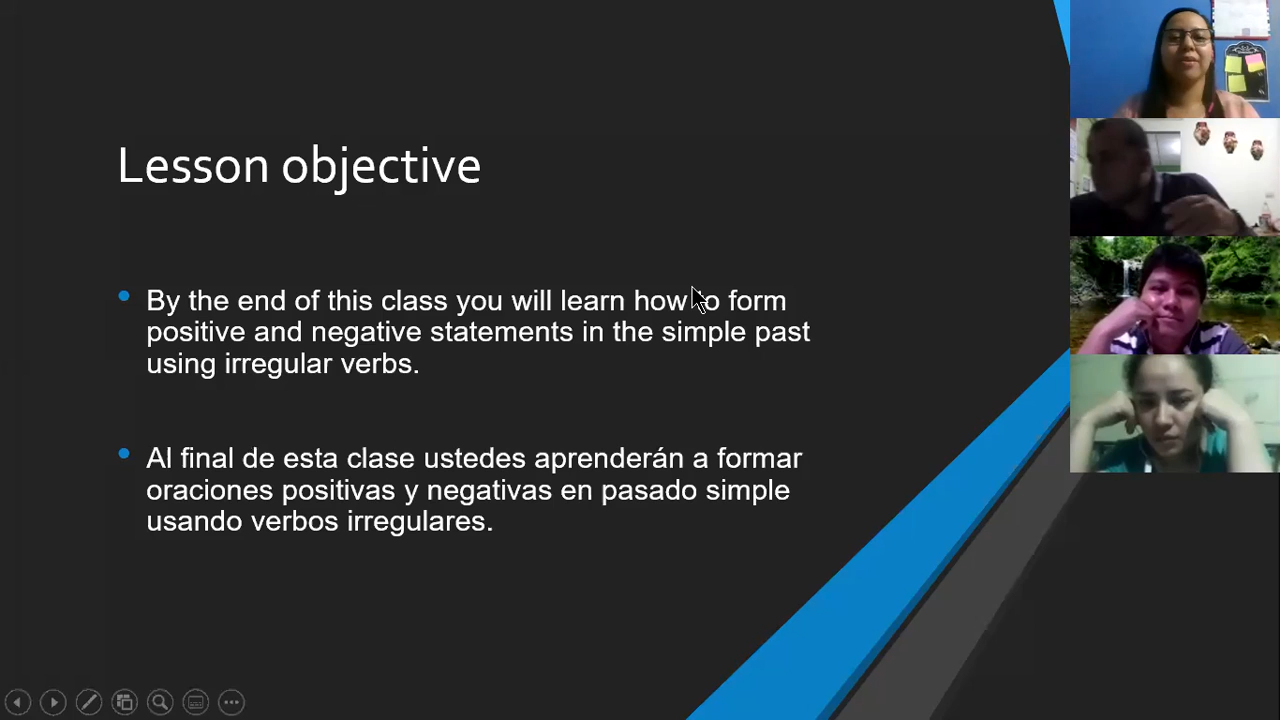 Lesson objective
By the end of this class you will learn how to form
positive and negative statements in the simple past
using irregular verbs.
Al final de esta clase ustedes aprenderán a formar
oraciones positivas y negativas en pasado simple
usando verbos irregulares.